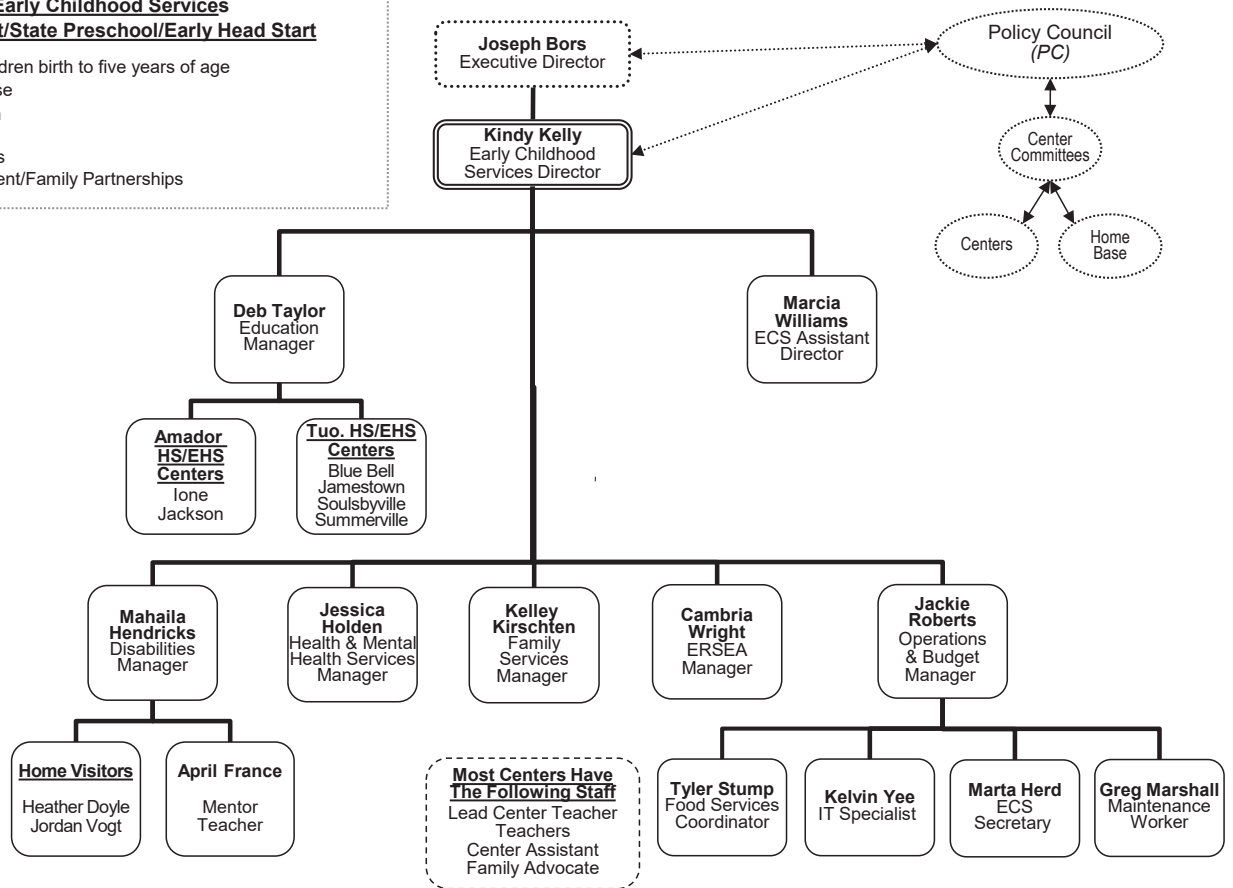 Early Childhood Services
t/State Preschool/Early Head Start
dren birth to five years of age
se
s
ent/Family Partnerships
Joseph Bors
Executive Director
Policy Council
(PC)
Kindy Kelly
Early Childhood
Services Director
Center
Committees
Centers
Home
Base
Deb Taylor
Education
Manager
Marcia
Williams
ECS Assistant
Director
Amador
HS/EHS
Centers
Ione
Jackson
Tuo. HS/EHS
Centers
Blue Bell
Jamestown
Soulsbyville
Summerville
Mahaila
Hendricks
Disabilities
Manager
Jessica
Holden
Health & Mental
Health Services
Manager
Kelley
Kirschten
Family
Services
Manager
Cambria
Wright
ERSEA
Manager
Jackie
Roberts
Operations
& Budget
Manager
Home Visitors
Heather Doyle
Jordan Vogt
April France
Mentor
Teacher
Most Centers Have
The Following Staff
Lead Center Teacher
Teachers
Center Assistant
Family Advocate
Tyler Stump
Food Services
Coordinator
Kelvin Yee
IT Specialist
Marta Herd
ECS
Secretary
Greg Marshall
Maintenance
Worker